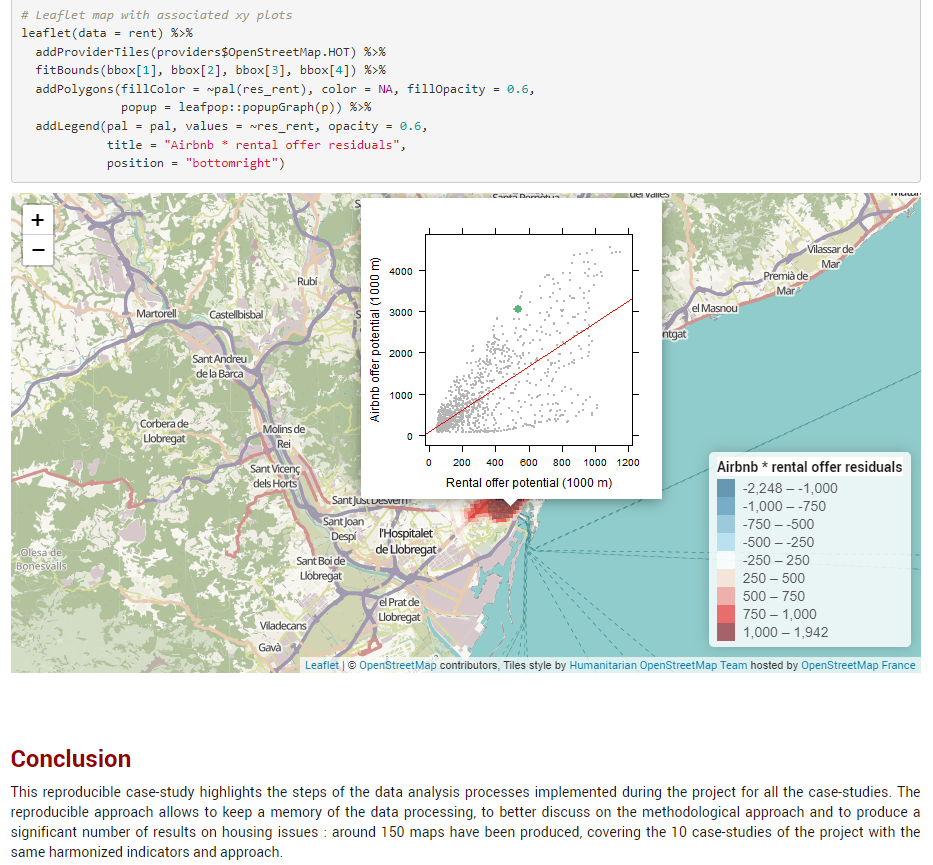 # Leaflet map with associated xy plots
leaflet(data = rent) %>%
addProviderTiles(providers$OpenStreetMap.HOT) %>%
fitBounds(bbox[1], bbox[2], bbox[3], bbox[4]) %>%
addPolygons(fillColor = ~pal(res_rent), color = NA, fillOpacity = 0.6,
popup = leafpop::popupGraph(p)) %>%
addLegend(pal = pal, values = ~res_rent, opacity = 0.6,
title = "Airbnb * rental offer residuals",
position = "bottomright")
+
−
Rubí
Martorell
Castellbisbal
Sant Andreu
de la Barca
Corbera de
Llobregat
Molins de
Rei
Sant Vicenç
dels Horts
Sant Just Desvern
Sant Joan
Despí
l'Hospitalet
de Llobregat
Olesa de
Bonesvalls
Sant Boi de
Llobregat
el Prat de
Llobregat
Viladecans
Gavà
Vilassar de
Mar
Premià de
Mar
el Masnou
ntgat
Airbnb offer potential (1000 m)
4000
3000
2000
1000
0
0 200 400 600 800 1000 1200
Rental offer potential (1000 m)
Airbnb * rental offer residuals
-2,248 – -1,000
-1,000 – -750
-750 – -500
-500 – -250
-250 – 250
250 – 500
500 – 750
750 – 1,000
1,000 – 1,942
Leaflet | © OpenStreetMap contributors, Tiles style by Humanitarian OpenStreetMap Team hosted by OpenStreetMap France
Conclusion
This reproducible case-study highlights the steps of the data analysis processes implemented during the project for all the case-studies. The
reproducible approach allows to keep a memory of the data processing, to better discuss on the methodological approach and to produce a
significant number of results on housing issues : around 150 maps have been produced, covering the 10 case-studies of the project with the
same harmonized indicators and approach.